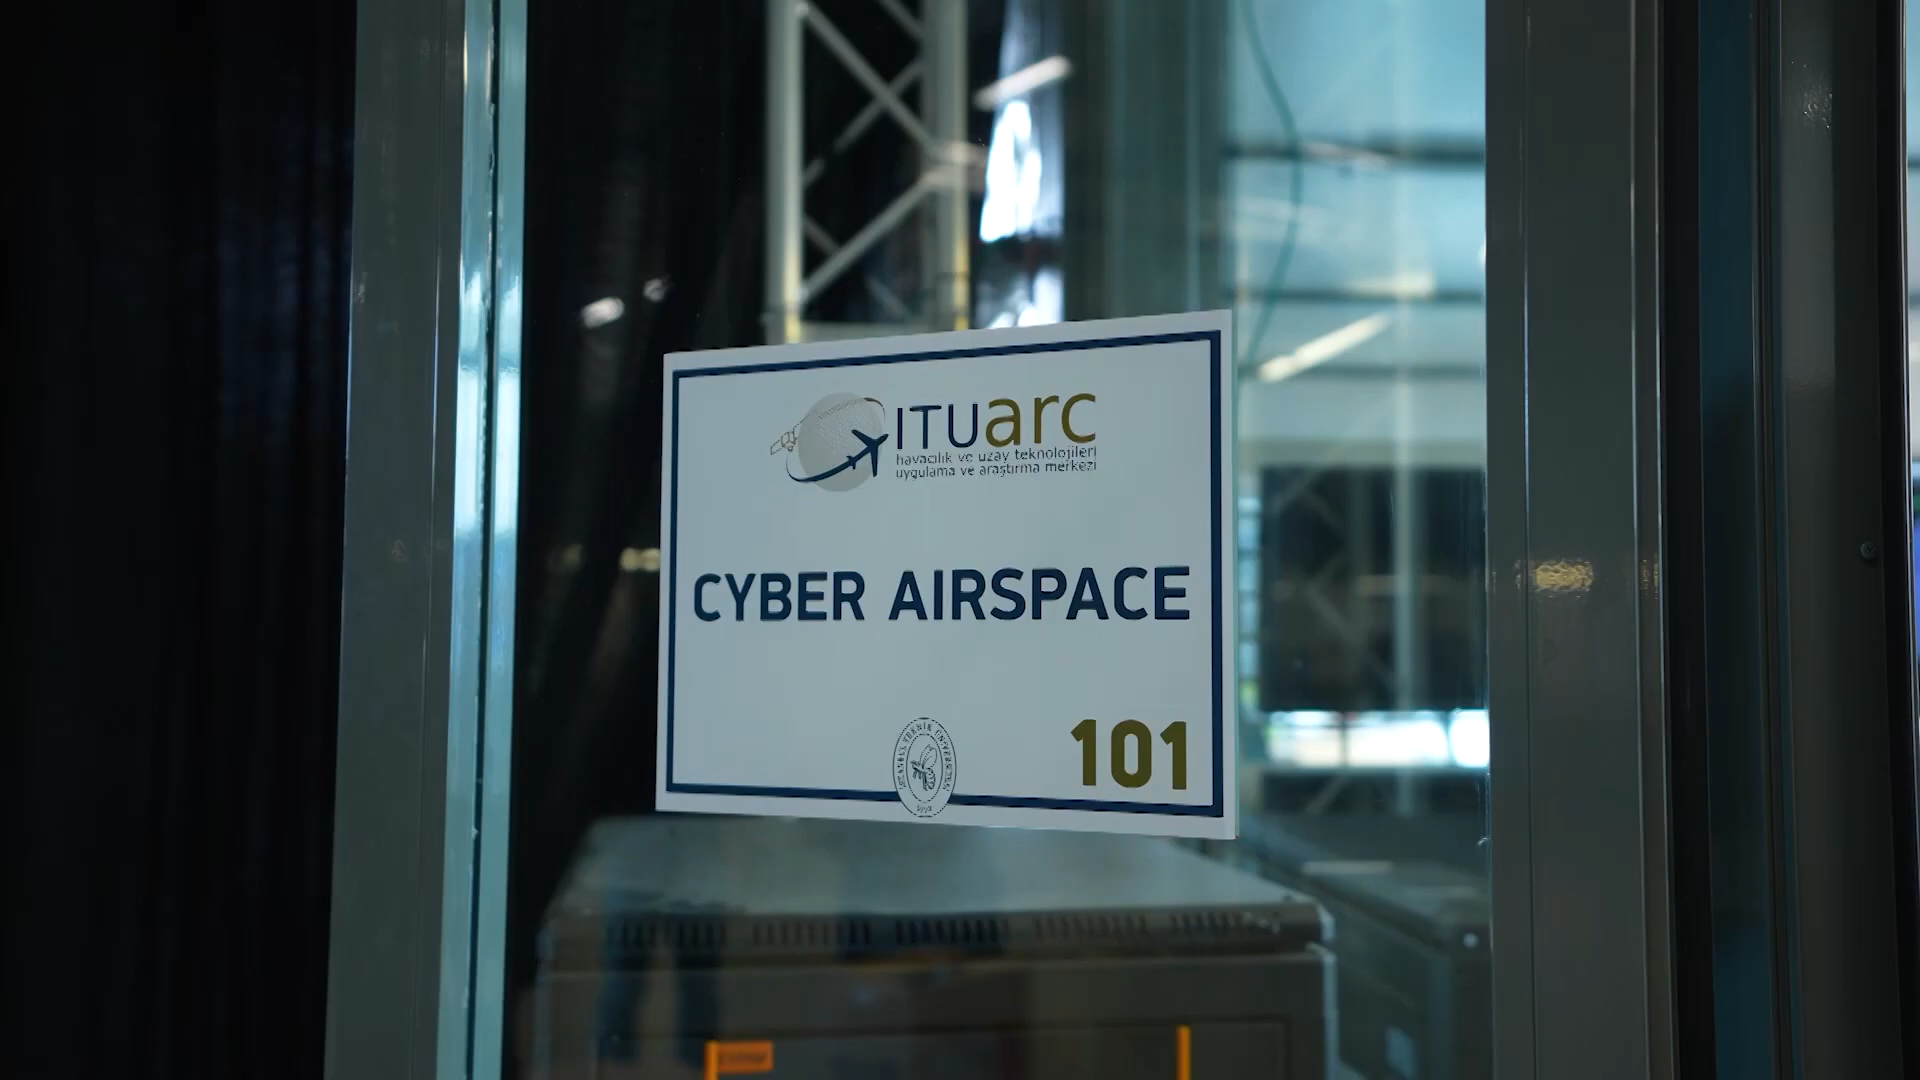 ITUarc
havacılık ve uzay teknolojileri
uygulama ve araştırma merkezi
CYBER AIRSPACE
101